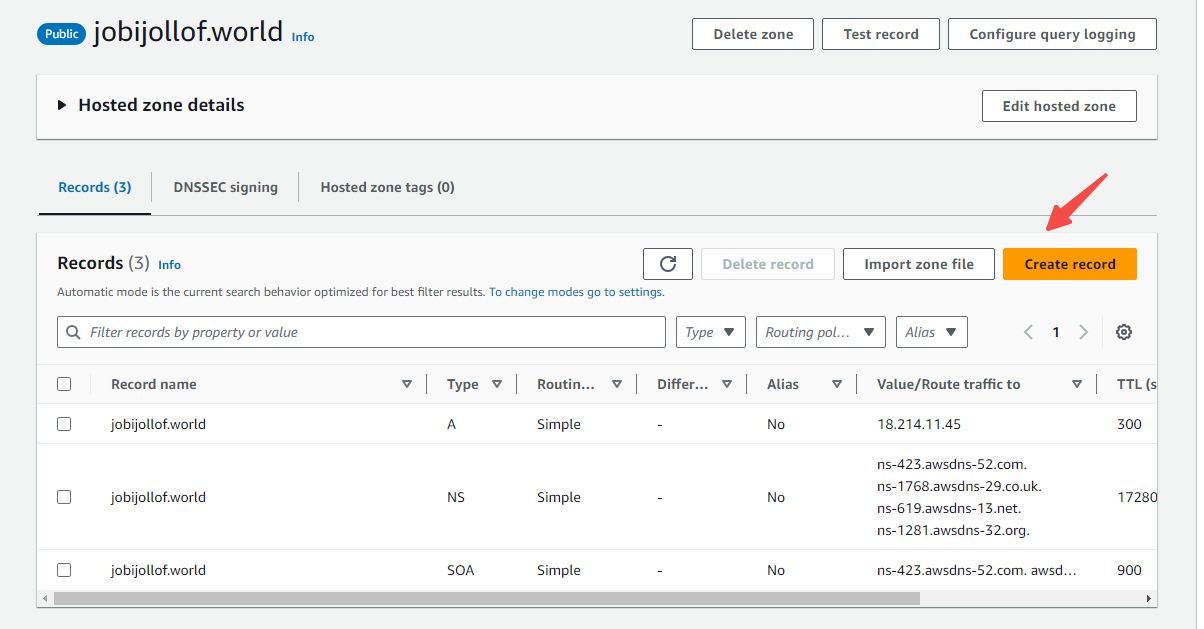 Public jobijollof.world Info Delete zone Test record Configure query logging
Hosted zone details Edit hosted zone
Records (3) DNSSEC signing Hosted zone tags (0)
Records (3) Info Delete record Import zone file Create record
Automatic mode is the current search behavior optimized for best filter results. To change modes go to settings.
Filter records by property or value Type Routing pol... Alias 1
Record name Type Routin... Differ... Alias Value/Route traffic to TTL (s
jobijollof.world A Simple - No 18.214.11.45 300
ns-423.awsdns-52.com.
ns-1768.awsdns-29.co.uk.
jobijollof.world NS Simple - No 17280
ns-619.awsdns-13.net.
ns-1281.awsdns-32.org.
jobijollof.world SOA Simple - No ns-423.awsdns-52.com. awsd... 900